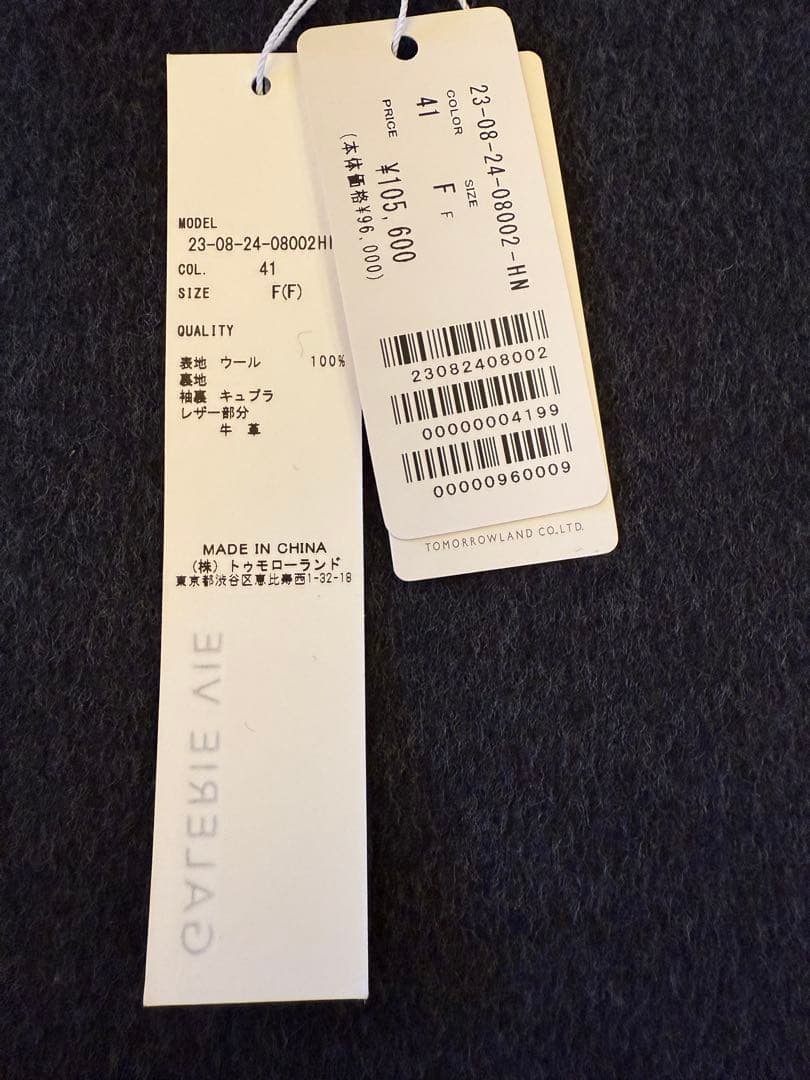 MODEL
23-08-24-08002H
COL. 41
SIZE F(F)
QUALITY
表地 ウール 100%
裏地
袖裏 キュプラ
レザー部分
牛 革
MADE IN CHINA
(株) トゥモローランド
東京都渋谷区恵比寿西1-32-18
GALERIE VIE
23-08-24-08002-HN
COLOR SIZE
41 F F
PRICE ¥105,600
(本体価格¥96,000)
23082408002
00000004199
00000960009
TOMORROWLAND CO.,LTD.